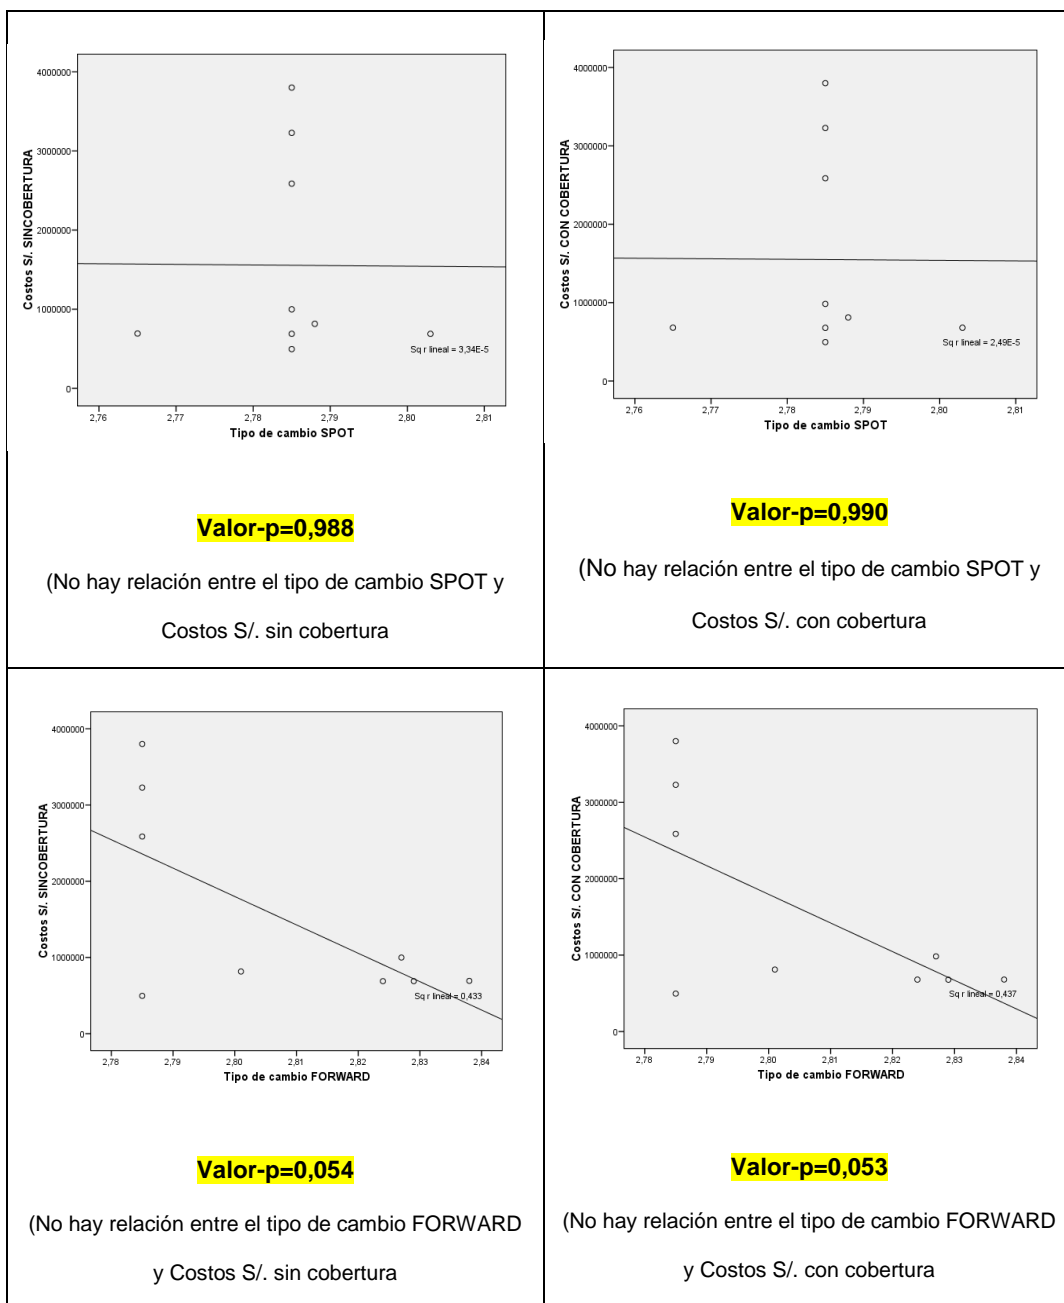 4000000
3000000
2000000
1000000
0
Costos S/. SINCOBERTURA
Sq r lineal = 3,34E-5
2,76 2,77 2,78 2,79 2,80 2,81
Tipo de cambio SPOT
Valor-p=0,988
(No hay relación entre el tipo de cambio SPOT y
Costos S/. sin cobertura
4000000
3000000
2000000
1000000
0
Costos S/. CON COBERTURA
Sq r lineal = 2,49E-5
2,76 2,77 2,78 2,79 2,80 2,81
Tipo de cambio SPOT
Valor-p=0,990
(No hay relación entre el tipo de cambio SPOT y
Costos S/. con cobertura
4000000
3000000
2000000
1000000
0
Costos S/. SINCOBERTURA
Sq r lineal = 0,433
2,78 2,79 2,80 2,81 2,82 2,83 2,84
Tipo de cambio FORWARD
Valor-p=0,054
(No hay relación entre el tipo de cambio FORWARD
y Costos S/. sin cobertura
4000000
3000000
2000000
1000000
0
Costos S/. CON COBERTURA
Sq r lineal = 0,437
2,78 2,79 2,80 2,81 2,82 2,83 2,84
Tipo de cambio FORWARD
Valor-p=0,053
(No hay relación entre el tipo de cambio FORWARD
y Costos S/. con cobertura